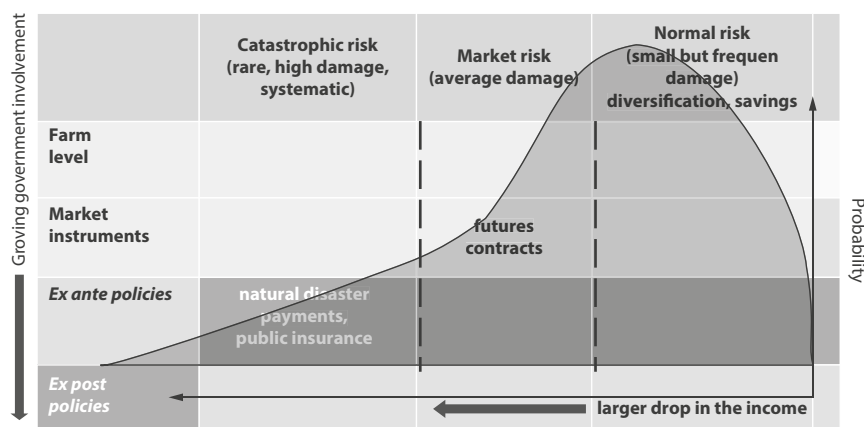 Groving government involvement
Catastrophic risk
(rare, high damage,
systematic)
Market risk
(average damage)
Normal risk
(small but frequen
damage)
diversification, savings
Farm
level
Market
instruments
futures
contracts
Ex ante policies
natural disaster
payments,
public insurance
Ex post
policies
larger drop in the income
Probability